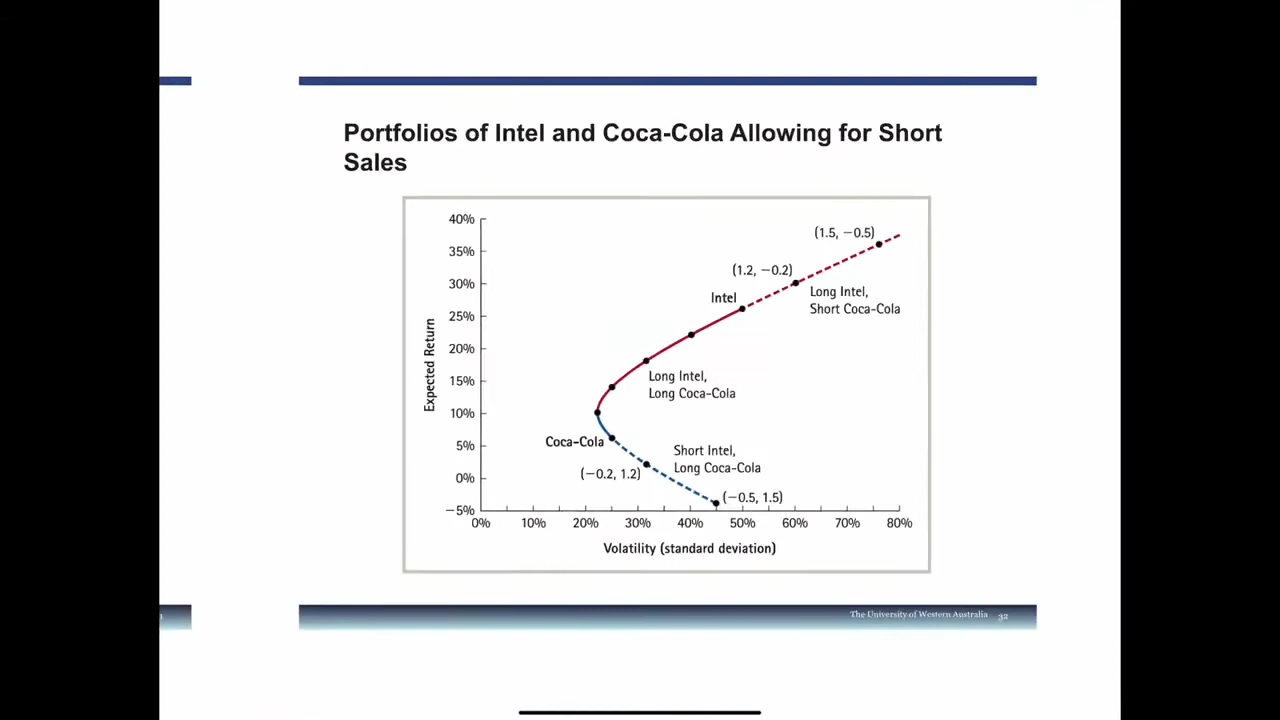 Portfolios of Intel and Coca-Cola Allowing for Short
Sales
40%
(1.5, −0.5)
35%
(1.2, −0.2)
30%
Long Intel,
Short Coca-Cola
Intel
25%
20%
Expected Return
15%
Long Intel,
Long Coca-Cola
10%
5%
Coca-Cola
Short Intel,
Long Coca-Cola
0%
(−0.2, 1.2)
(−0.5, 1.5)
−5%
0% 10% 20% 30% 40% 50% 60% 70% 80%
Volatility (standard deviation)
The University of Western Australia 32